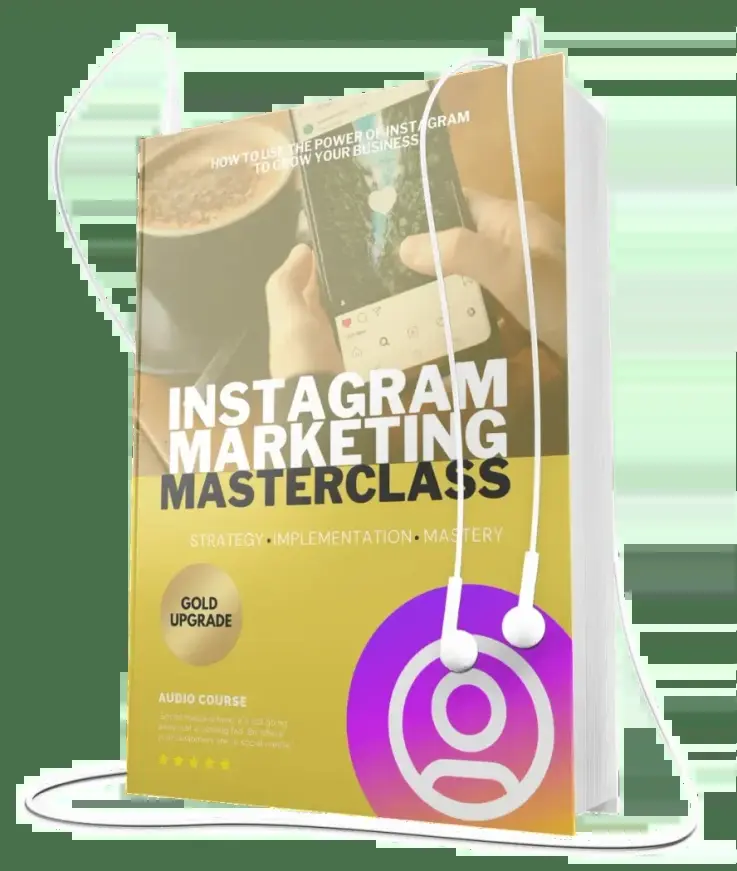 HOW TO USE THE POWER OF INSTAGRAM
TO GROW YOUR BUSINESS
INSTAGRAM
MARKETING
MASTERCLASS
STRATEGY•IMPLEMENTATION•MASTERY
GOLD
UPGRADE
AUDIO COURSE